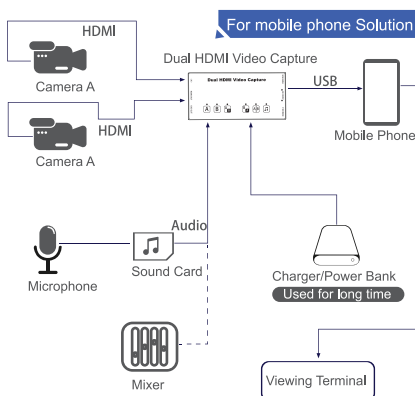 For mobile phone Solution
HDMI
Dual HDMI Video Capture
Camera A
Dual HDMI Video Capture
USB
A B
HDMI
Mobile Phone
Camera A
Audio
Microphone
Sound Card
Charger/Power Bank
Used for long time
Mixer
Viewing Terminal